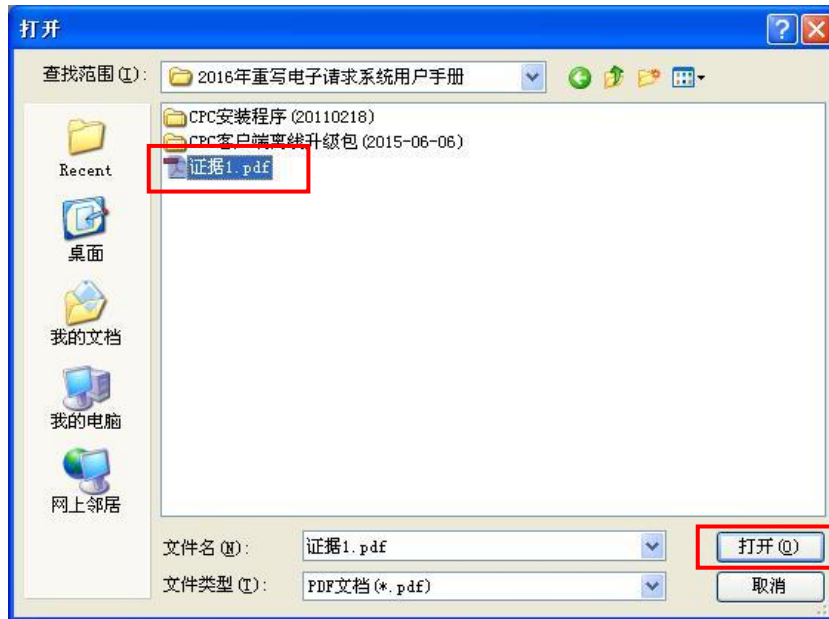 打开
查找范围(I):
2016年重写电子请求系统用户手册
CPC安装程序(20110218)
CPC客户端离线升级包(2015-06-06)
证据1.pdf
Recent
桌面
我的文档
我的电脑
网上邻居
文件名(N):
证据1.pdf
打开(O)
文件类型(T):
PDF文档(*.pdf)
取消